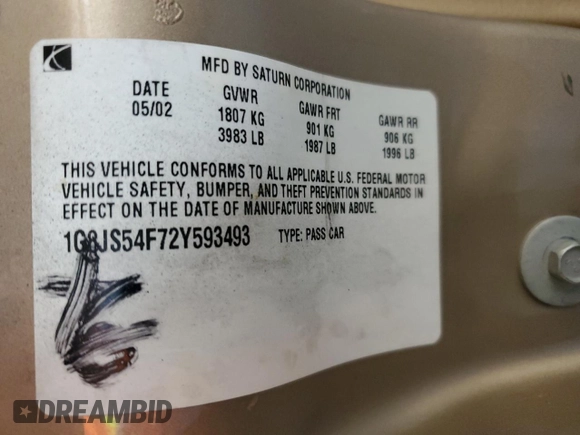 MFD BY SATURN CORPORATION
DATE GVWR GAWR FRT GAWR RR
05/02 1807 KG 901 KG 906 KG
3983 LB 1987 LB 1996 LB
THIS VEHICLE CONFORMS TO ALL APPLICABLE U.S. FEDERAL MOTOR
VEHICLE SAFETY, BUMPER, AND THEFT PREVENTION STANDARDS IN
EFFECT ON THE DATE OF MANUFACTURE SHOWN ABOVE.
1G8JS54F72Y593493 TYPE: PASS CAR
DREAMBID